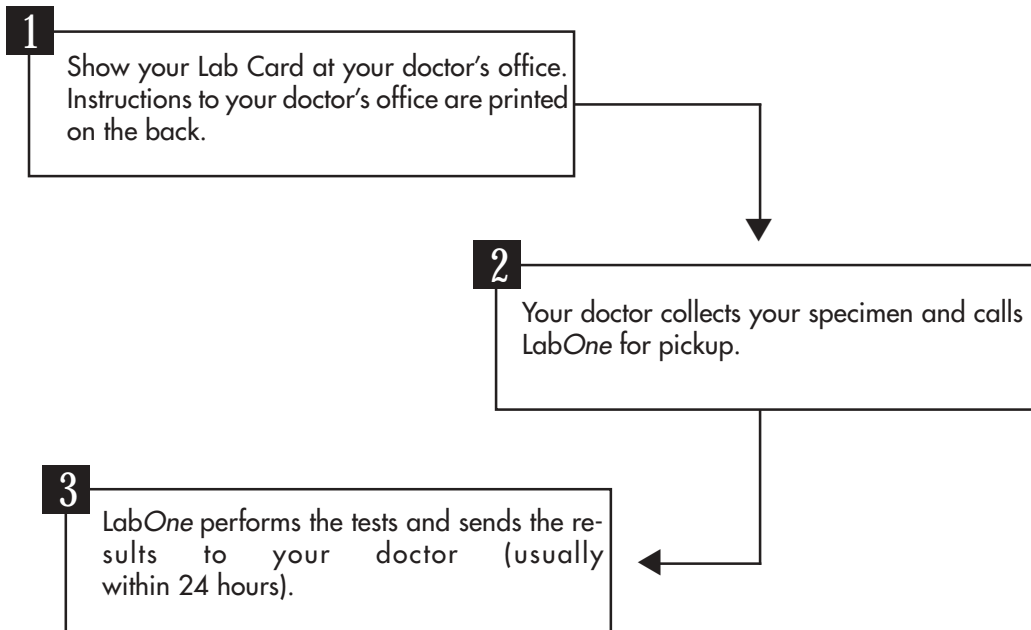 1
Show your Lab Card at your doctor’s office.
Instructions to your doctor’s office are printed
on the back.
2
Your doctor collects your specimen and calls
LabOne for pickup.
3
LabOne performs the tests and sends the re-
sults to your doctor (usually
within 24 hours).